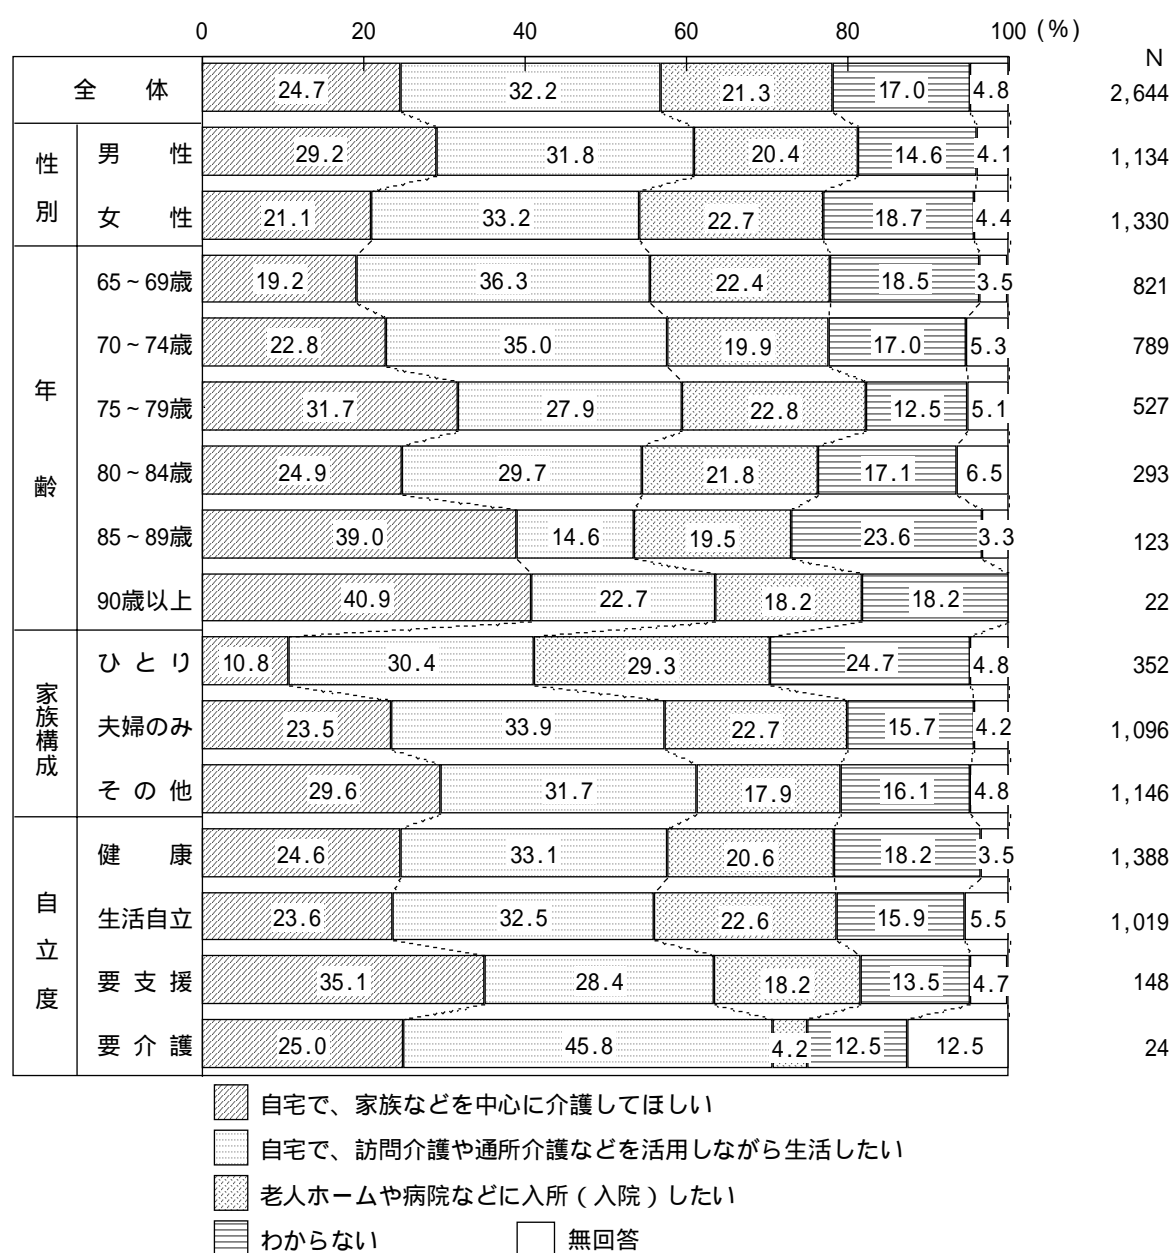 0 20 40 60 80 100 (%)
N
全体 24.7 32.2 21.3 17.0 4.8 2,644
性別
男性 29.2 31.8 20.4 14.6 4.1 1,134
女性 21.1 33.2 22.7 18.7 4.4 1,330
年齢
65~69歳 19.2 36.3 22.4 18.5 3.5 821
70~74歳 22.8 35.0 19.9 17.0 5.3 789
75~79歳 31.7 27.9 22.8 12.5 5.1 527
80~84歳 24.9 29.7 21.8 17.1 6.5 293
85~89歳 39.0 14.6 19.5 23.6 3.3 123
90歳以上 40.9 22.7 18.2 18.2 22
家族構成
ひとり 10.8 30.4 29.3 24.7 4.8 352
夫婦のみ 23.5 33.9 22.7 15.7 4.2 1,096
その他 29.6 31.7 17.9 16.1 4.8 1,146
自立度
健康 24.6 33.1 20.6 18.2 3.5 1,388
生活自立 23.6 32.5 22.6 15.9 5.5 1,019
要支援 35.1 28.4 18.2 13.5 4.7 148
要介護 25.0 45.8 4.2 12.5 12.5 24
自宅で、家族などを中心に介護してほしい
自宅で、訪問介護や通所介護などを活用しながら生活したい
老人ホームや病院などに入所(入院)したい
わからない 無回答